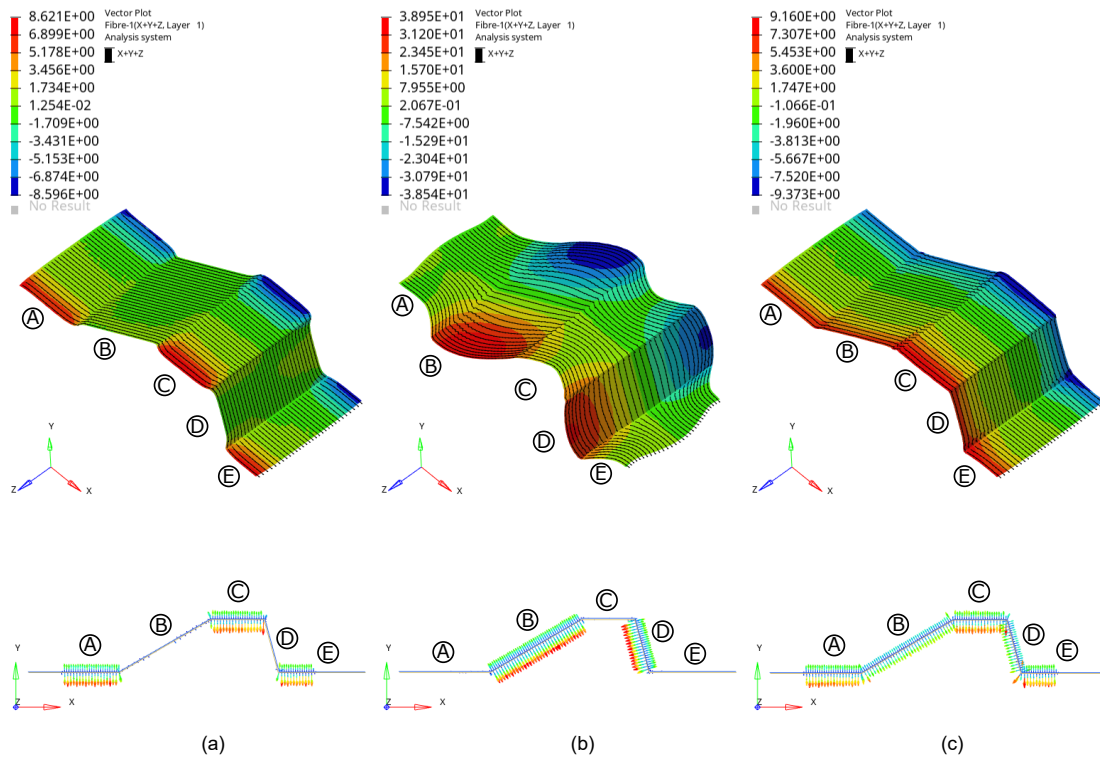 Vector Plot
Fibre-1(X+Y+Z, Layer 1)
Analysis system
X+Y+Z
8.621E+00
6.899E+00
5.178E+00
3.456E+00
1.734E+00
1.254E-02
-1.709E+00
-3.431E+00
-5.153E+00
-6.874E+00
-8.596E+00
No Result
Vector Plot
Fibre-1(X+Y+Z, Layer 1)
Analysis system
X+Y+Z
3.895E+01
3.120E+01
2.345E+01
1.570E+01
7.955E+00
2.067E-01
-7.542E+00
-1.529E+01
-2.304E+01
-3.079E+01
-3.854E+01
No Result
Vector Plot
Fibre-1(X+Y+Z, Layer 1)
Analysis system
X+Y+Z
9.160E+00
7.307E+00
5.453E+00
3.600E+00
1.747E+00
-1.066E-01
-1.960E+00
-3.813E+00
-5.667E+00
-7.520E+00
-9.373E+00
No Result
A
B
C
D
E
Y
Z
X
A
B
C
D
E
Y
Z
X
A
B
C
D
E
Y
Z
X
A
B
C
D
E
Y
Z
X
A
B
C
D
E
Y
Z
X
A
B
C
D
E
Y
Z
X
(a)
(b)
(c)